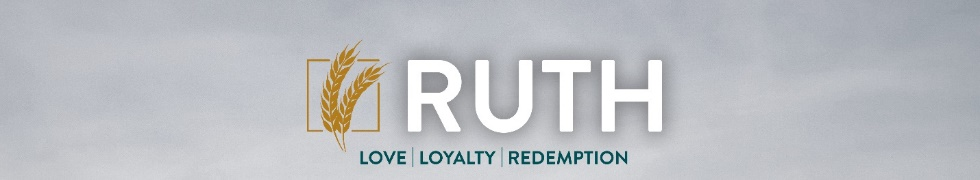 RUTH
LOVE | LOYALTY | REDEMPTION